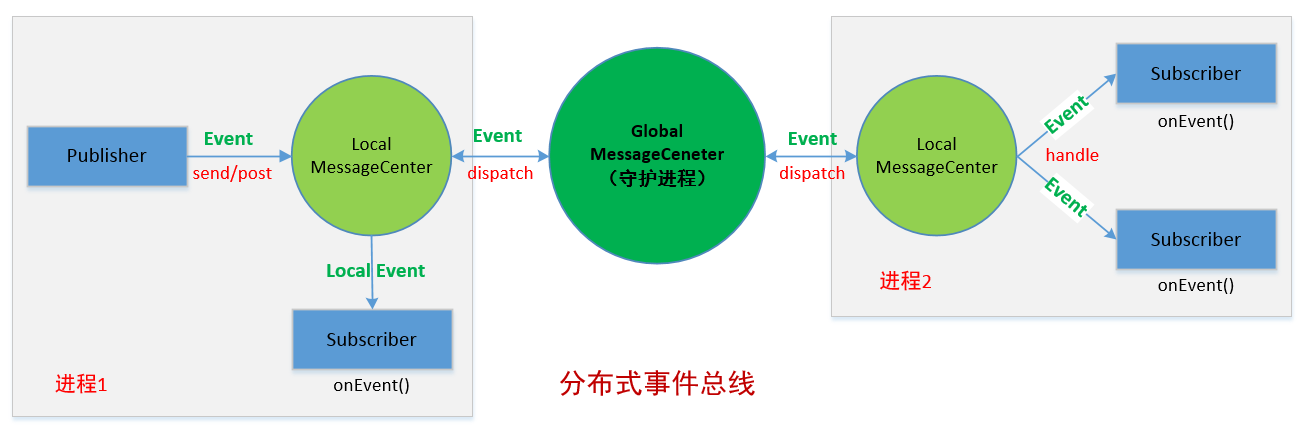 Publisher
Event
send/post
Local
MessageCenter
Local Event
Subscriber
onEvent()
进程1
Event
dispatch
Global
MessageCeneter
（守护进程）
Event
dispatch
Local
MessageCenter
Event
handle
Event
Subscriber
onEvent()
Subscriber
onEvent()
进程2
分布式事件总线